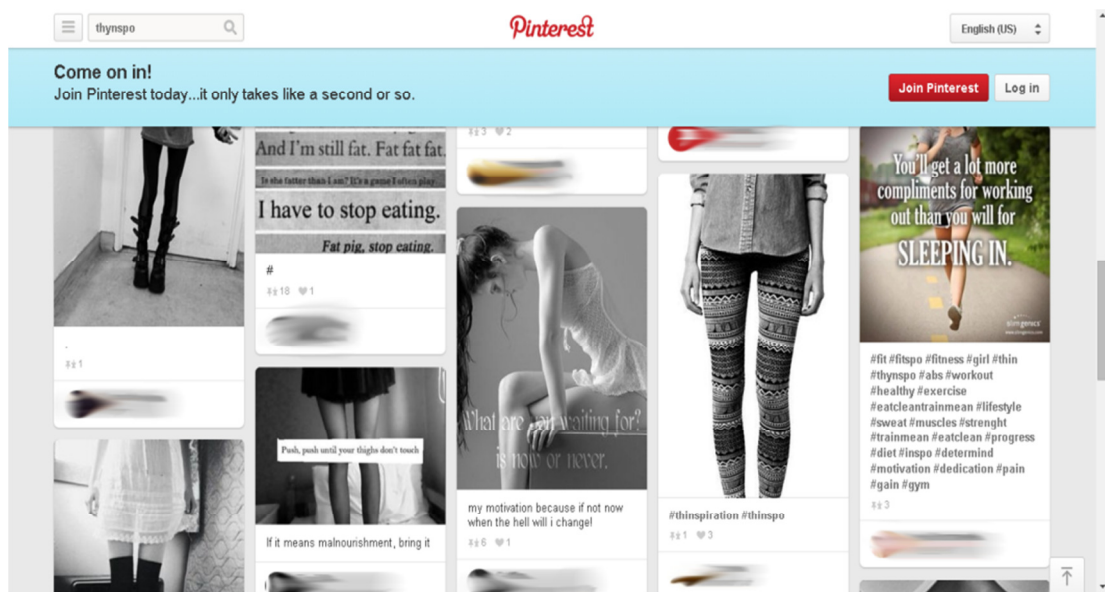 thynspo
Pinterest
English (US)
Come on in!
Join Pinterest today...it only takes like a second or so.
Join Pinterest
Log in
.
1
And I'm still fat. Fat fat fat.
Is she fatter than I am? It's a game I often play
I have to stop eating.
Fat pig, stop eating.
#
18 1
Push, push until your thighs don't touch
If it means malnourishment, bring it
3 2
What are you waiting for?
is now or never.
my motivation because if not now
when the hell will i change!
6 1
#thinspiration #thinspo
1 3
You'll get a lot more
compliments for working
out than you will for
SLEEPING IN.
slimgenics
#fit #fitspo #fitness #girl #thin
#thynspo #abs #workout
#healthy #exercise
#eatcleantrainmean #lifestyle
#sweat #muscles #strenght
#trainmean #eatclean #progress
#diet #inspo #determind
#motivation #dedication #pain
#gain #gym
3